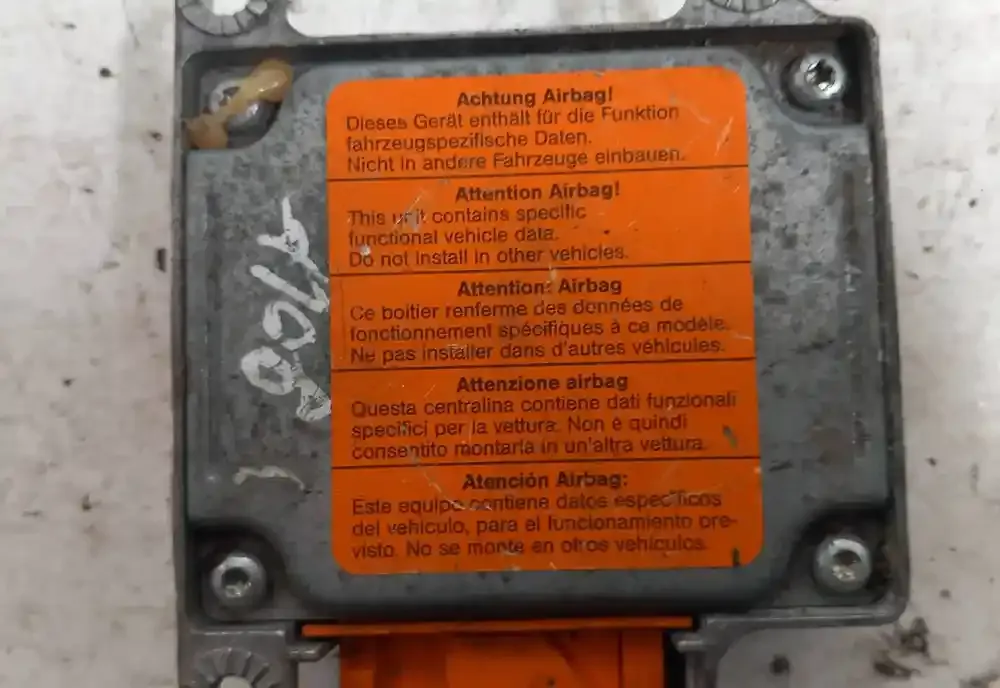 Achtung Airbag!
Dieses Gerät enthält für die Funktion
fahrzeugspezifische Daten.
Nicht in andere Fahrzeuge einbauen.
Attention Airbag!
This unit contains specific
functional vehicle data.
Do not install in other vehicles.
Attention: Airbag
Ce boitier renferme des données de
fonctionnement spécifiques à ce modèle.
Ne pas installer dans d'autres véhicules.
Attenzione airbag
Questa centralina contiene dati funzionali
specifici per la vettura. Non è quindi
consentito montarla in un'altra vettura.
Atención Airbag:
Este equipo contiene datos específicos
del vehículo, para el funcionamiento pre-
visto. No se monte en otros vehículos.